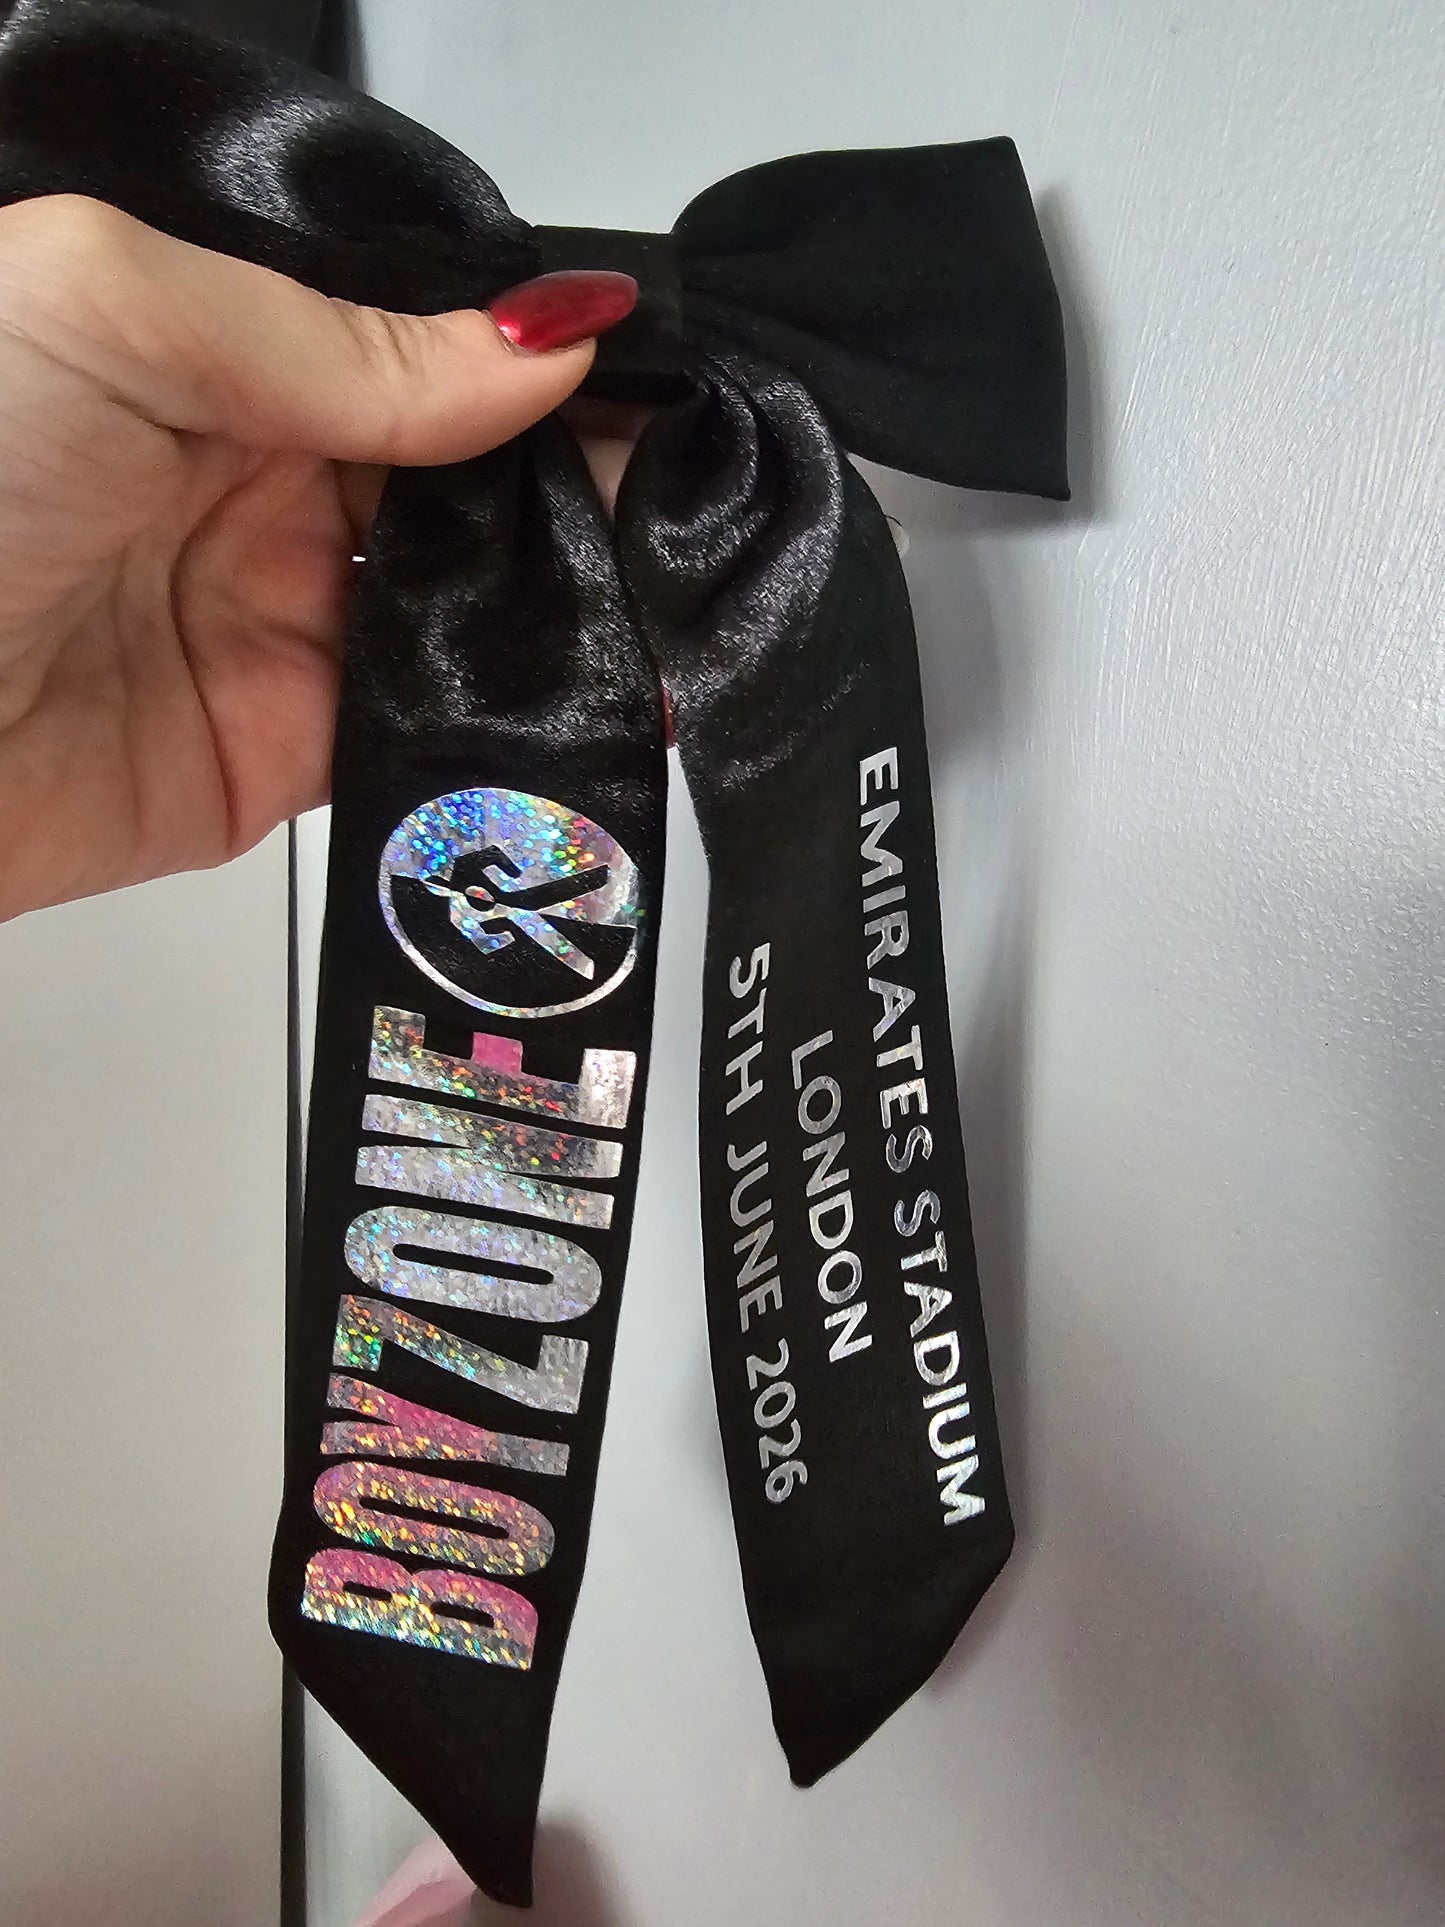 BOYZONE
EMIRATES STADIUM
LONDON
5TH JUNE 2026